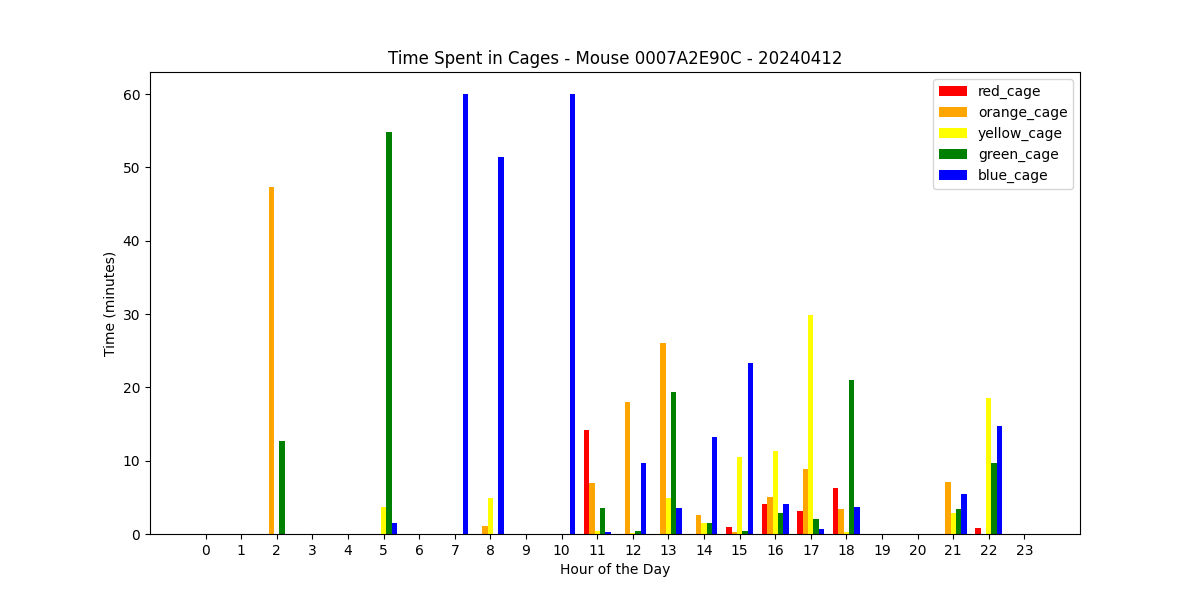 Time Spent in Cages - Mouse 0007A2E90C - 20240412
red_cage
orange_cage
yellow_cage
green_cage
blue_cage
60
50
40
30
20
10
0
Time (minutes)
0 1 2 3 4 5 6 7 8 9 10 11 12 13 14 15 16 17 18 19 20 21 22 23
Hour of the Day